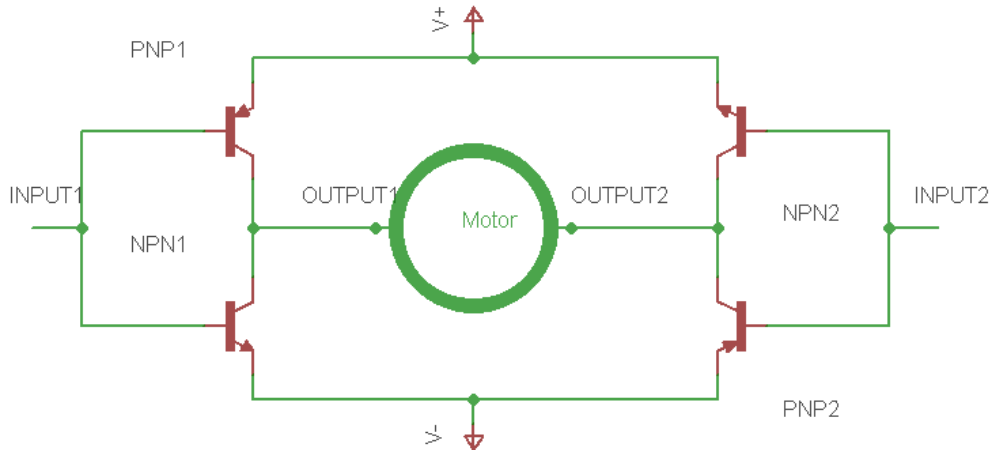 V+
PNP1
INPUT1
OUTPUT1
Motor
OUTPUT2
INPUT2
NPN2
NPN1
PNP2
V-